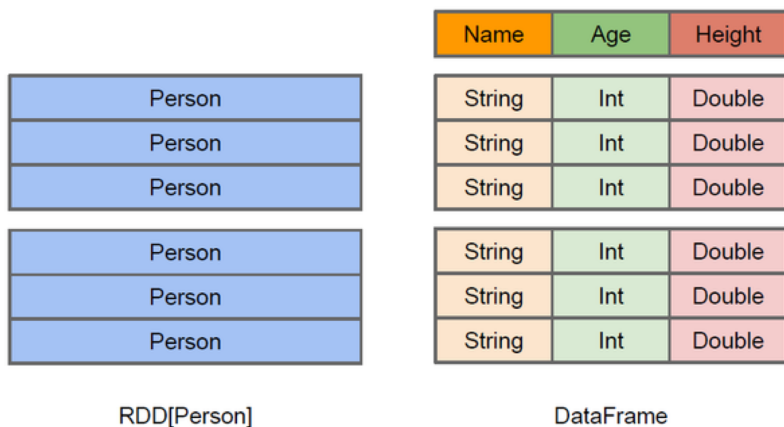 Name Age Height
Person
Person
Person
String Int Double
String Int Double
String Int Double
Person
Person
Person
String Int Double
String Int Double
String Int Double
RDD[Person]
DataFrame